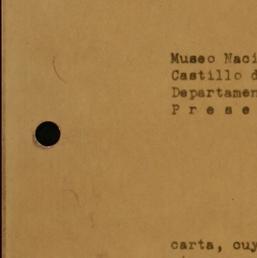 Museo Naci
Castillo d
Departamen
P r e s e
carta, cuy